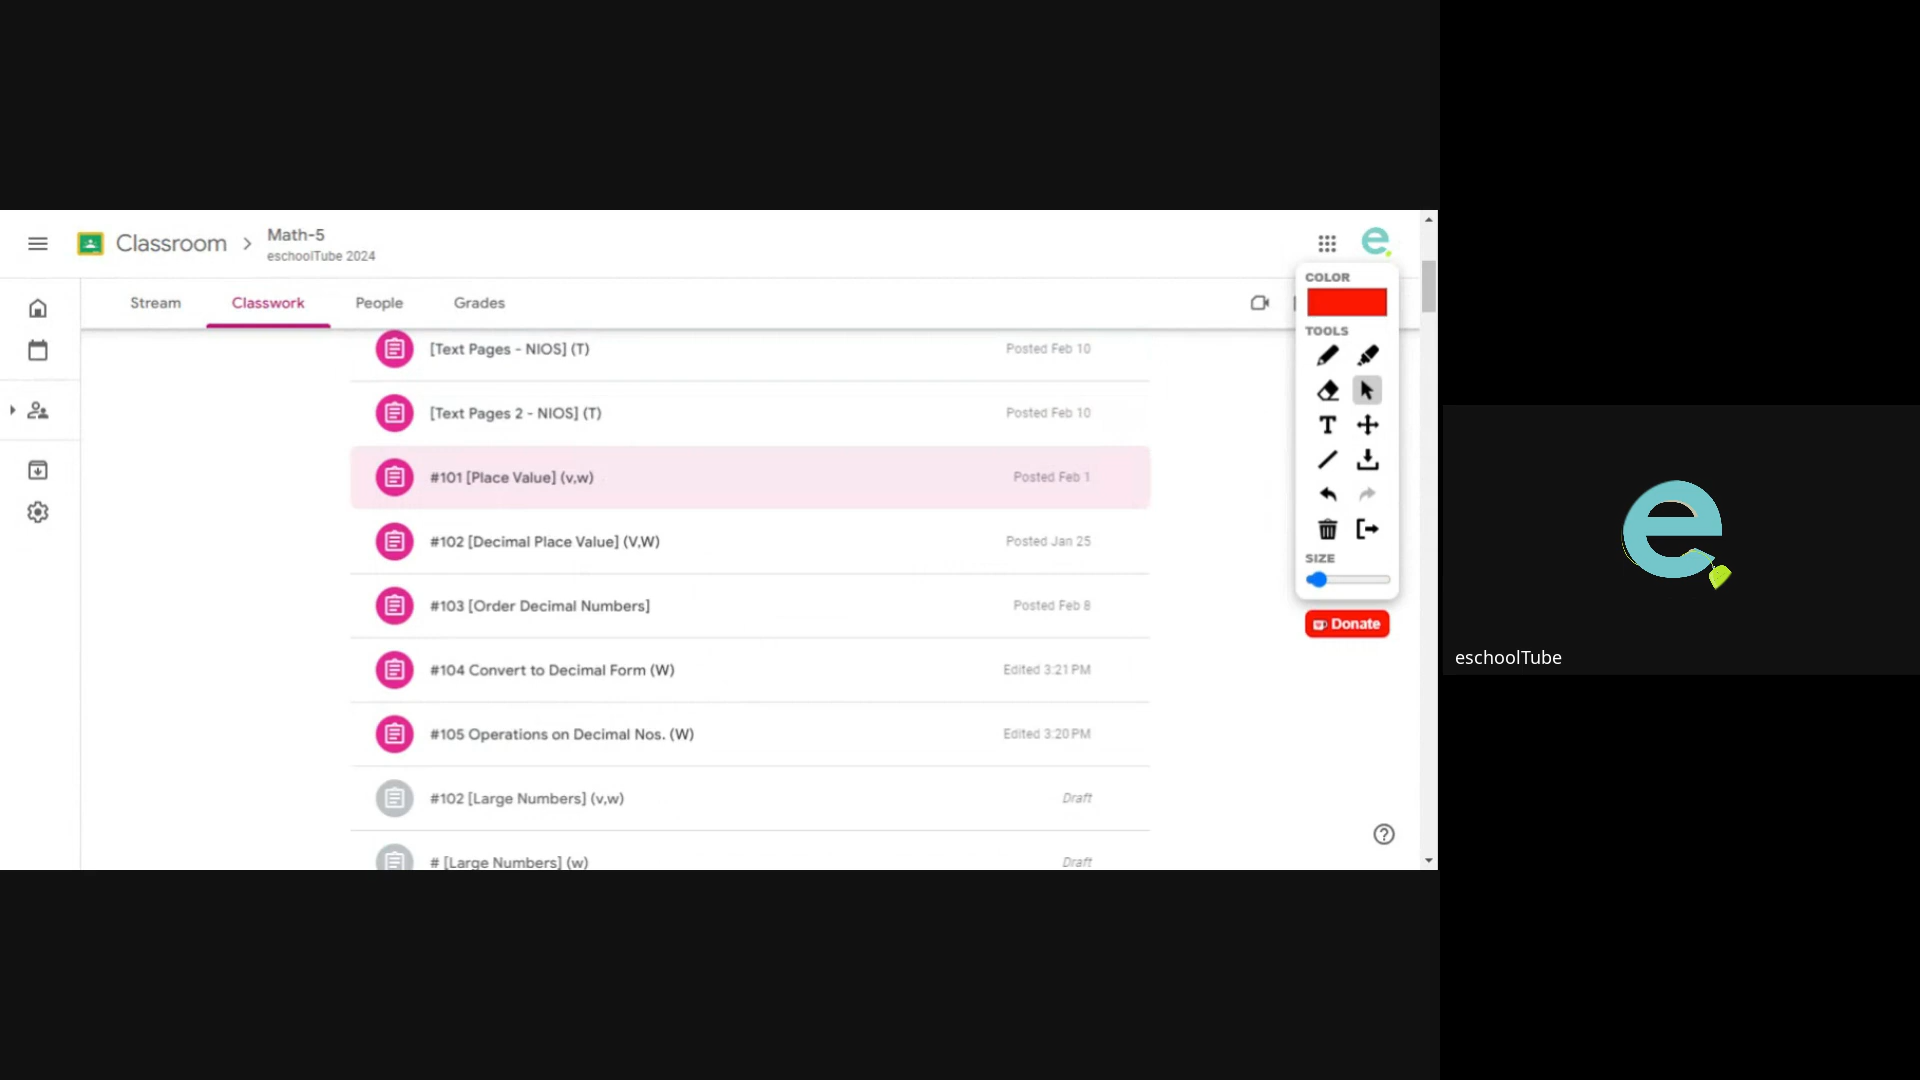 Classroom
Math-5
eschoolTube 2024
Stream
Classwork
People
Grades
[Text Pages - NIOS] (T)
Posted Feb 10
[Text Pages 2 - NIOS] (T)
Posted Feb 10
#101 [Place Value] (v,w)
Posted Feb 1
#102 [Decimal Place Value] (V,W)
Posted Jan 25
#103 [Order Decimal Numbers]
Posted Feb 8
#104 Convert to Decimal Form (W)
Edited 3:21 PM
#105 Operations on Decimal Nos. (W)
Edited 3:20 PM
#102 [Large Numbers] (v,w)
Draft
# [Large Numbers] (w)
Draft
COLOR
TOOLS
SIZE
Donate
eschoolTube